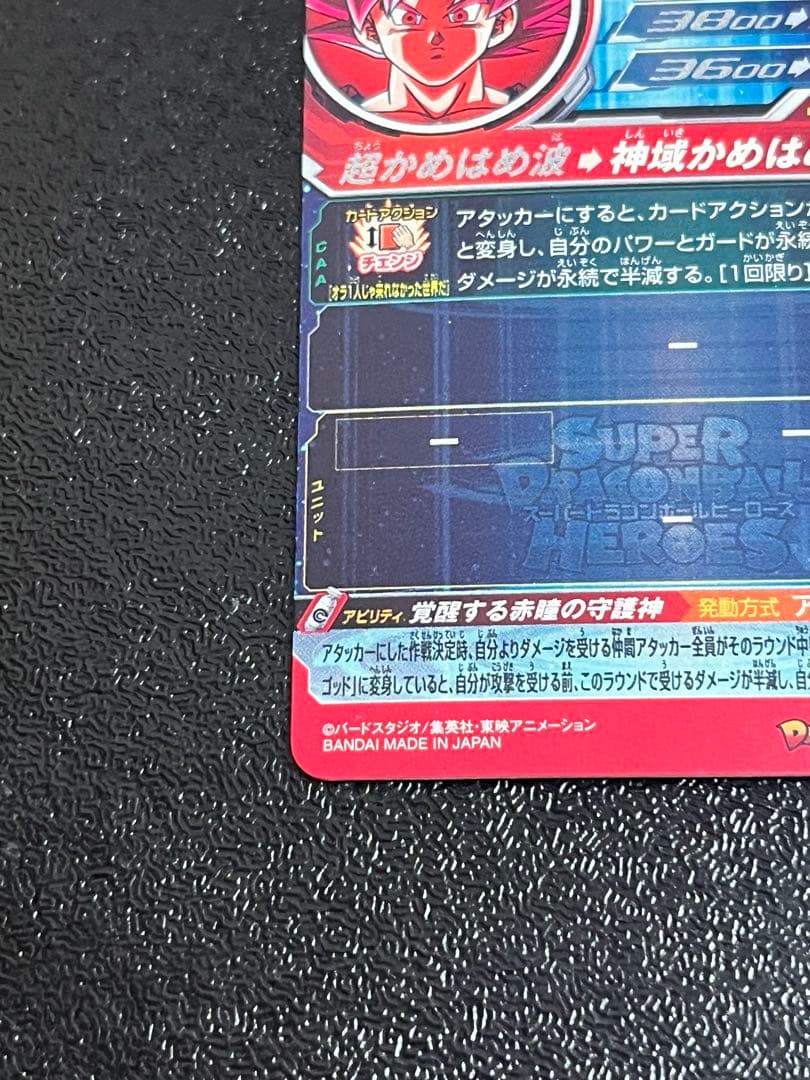 3800
3600
超かめはめ波➡神域かめは
カードアクション
チェンジ
[オラ1人じゃ来れなかった世界だ]
CAA
アタッカーにすると、カードアクション
と変身し、自分のパワーとガードが永続
ダメージが永続で半減する。[1回限り]
ー
ー
ユニット
SUPER
DRAGONBALL
スーパードラゴンボールヒーローズ
HEROES
ー
アビリティ 覚醒する赤瞳の守護神 発動方式 ア
アタッカーにした作戦決定時、自分よりダメージを受ける仲間アタッカー全員がそのラウンド中
ゴッド」に変身していると、自分が攻撃を受ける前、このラウンドで受けるダメージが半減し、自
©バードスタジオ/集英社・東映アニメーション
BANDAI MADE IN JAPAN